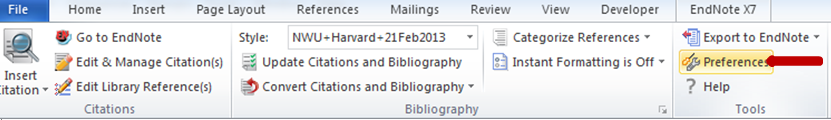 File Home Insert Page Layout References Mailings Review View Developer EndNote X7
Go to EndNote Style: NWU+Harvard+21Feb2013 Categorize References Export to EndNote
Insert Citation Edit & Manage Citation(s) Update Citations and Bibliography Instant Formatting is Off Preferences
Edit Library Reference(s) Convert Citations and Bibliography Help
Citations Bibliography Tools